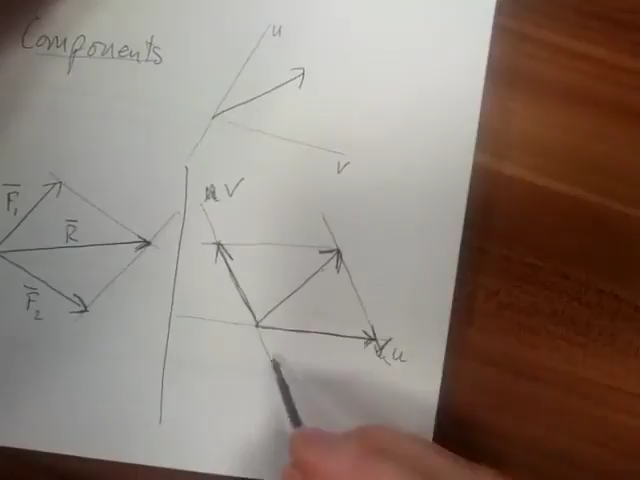 Components
u
v
F̅₁
R̅
F̅₂
v
u